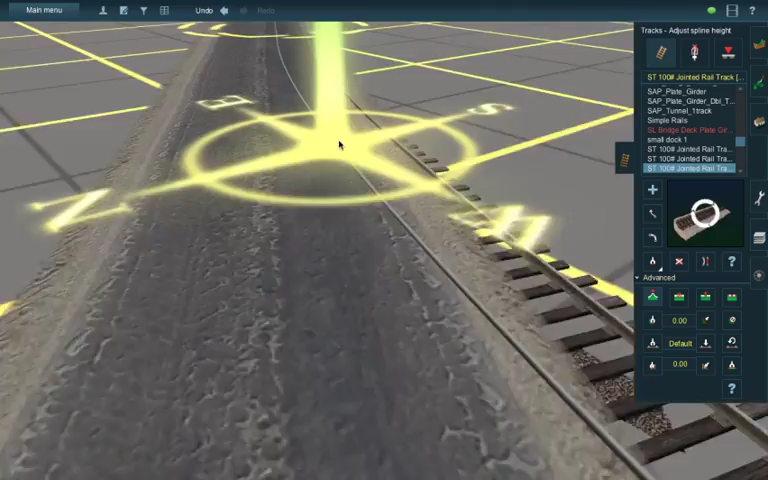 Main menu
Undo
Redo
Tracks - Adjust spline height
ST 100# Jointed Rail Track [...
SAP_Plate_Girder
SAP_Plate_Girder_Dbl_T...
SAP_Tunnel_1track
Simple Rails
SL Bridge Deck Plate Gir...
small dock 1
ST 100# Jointed Rail Tra...
ST 100# Jointed Rail Tra...
ST 100# Jointed Rail Tra...
Advanced
0.00
Default
0.00
E
S
N
W